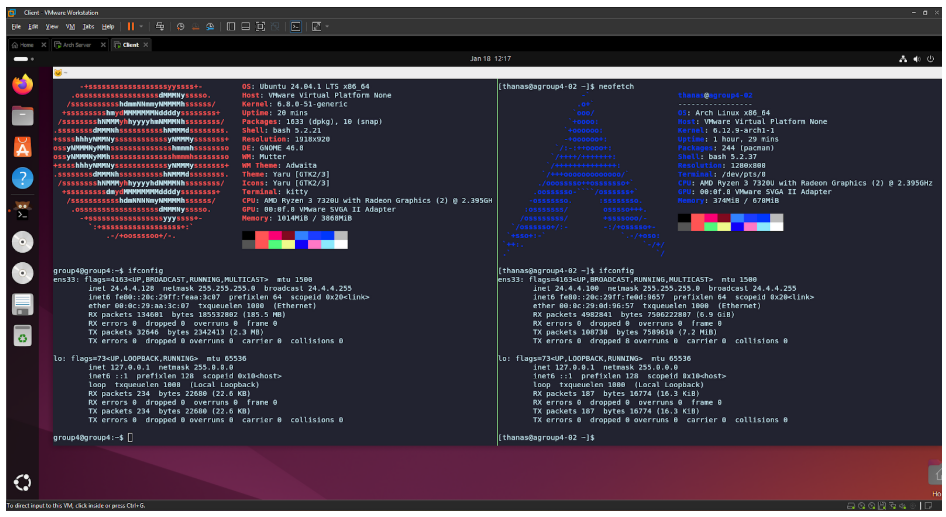 Client - VMware Workstation
File Edit View VM Tabs Help
Home
Arch Server
Client
Jan 18 12:17
OS: Ubuntu 24.04.1 LTS x86_64
Host: VMware Virtual Platform None
Kernel: 6.8.0-51-generic
Uptime: 20 mins
Packages: 1633 (dpkg), 10 (snap)
Shell: bash 5.2.21
Resolution: 1918x920
DE: GNOME 46.0
WM: Mutter
WM Theme: Adwaita
Theme: Yaru [GTK2/3]
Icons: Yaru [GTK2/3]
Terminal: kitty
CPU: AMD Ryzen 3 7320U with Radeon Graphics (2) @ 2.395GH
GPU: 00:0f.0 VMware SVGA II Adapter
Memory: 1014MiB / 3868MiB
group4@group4:~$ ifconfig
ens33: flags=4163<UP,BROADCAST,RUNNING,MULTICAST> mtu 1500
inet 24.4.4.128 netmask 255.255.255.0 broadcast 24.4.4.255
inet6 fe80::20c:29ff:feaa:3c07 prefixlen 64 scopeid 0x20<link>
ether 00:0c:29:aa:3c:07 txqueuelen 1000 (Ethernet)
RX packets 134601 bytes 185532802 (185.5 MB)
RX errors 0 dropped 0 overruns 0 frame 0
TX packets 32646 bytes 2342413 (2.3 MB)
TX errors 0 dropped 0 overruns 0 carrier 0 collisions 0
lo: flags=73<UP,LOOPBACK,RUNNING> mtu 65536
inet 127.0.0.1 netmask 255.0.0.0
inet6 ::1 prefixlen 128 scopeid 0x10<host>
loop txqueuelen 1000 (Local Loopback)
RX packets 234 bytes 22680 (22.6 KB)
RX errors 0 dropped 0 overruns 0 frame 0
TX packets 234 bytes 22680 (22.6 KB)
TX errors 0 dropped 0 overruns 0 carrier 0 collisions 0
group4@group4:~$
[thanas@agroup4-02 ~]$ neofetch
thanas@agroup4-02
-----------------
OS: Arch Linux x86_64
Host: VMware Virtual Platform None
Kernel: 6.12.9-arch1-1
Uptime: 1 hour, 29 mins
Packages: 244 (pacman)
Shell: bash 5.2.37
Resolution: 1280x800
Terminal: /dev/pts/0
CPU: AMD Ryzen 3 7320U with Radeon Graphics (2) @ 2.395GHz
GPU: 00:0f.0 VMware SVGA II Adapter
Memory: 374MiB / 678MiB
[thanas@agroup4-02 ~]$ ifconfig
ens33: flags=4163<UP,BROADCAST,RUNNING,MULTICAST> mtu 1500
inet 24.4.4.100 netmask 255.255.255.0 broadcast 24.4.4.255
inet6 fe80::20c:29ff:fe0d:9657 prefixlen 64 scopeid 0x20<link>
ether 00:0c:29:0d:96:57 txqueuelen 1000 (Ethernet)
RX packets 4982841 bytes 7506222807 (6.9 GiB)
RX errors 0 dropped 0 overruns 0 frame 0
TX packets 108730 bytes 7589610 (7.2 MiB)
TX errors 0 dropped 8 overruns 0 carrier 0 collisions 0
lo: flags=73<UP,LOOPBACK,RUNNING> mtu 65536
inet 127.0.0.1 netmask 255.0.0.0
inet6 ::1 prefixlen 128 scopeid 0x10<host>
loop txqueuelen 1000 (Local Loopback)
RX packets 187 bytes 16774 (16.3 KiB)
RX errors 0 dropped 0 overruns 0 frame 0
TX packets 187 bytes 16774 (16.3 KiB)
TX errors 0 dropped 0 overruns 0 carrier 0 collisions 0
[thanas@agroup4-02 ~]$
Ho
To direct input to this VM, click inside or press Ctrl+G.